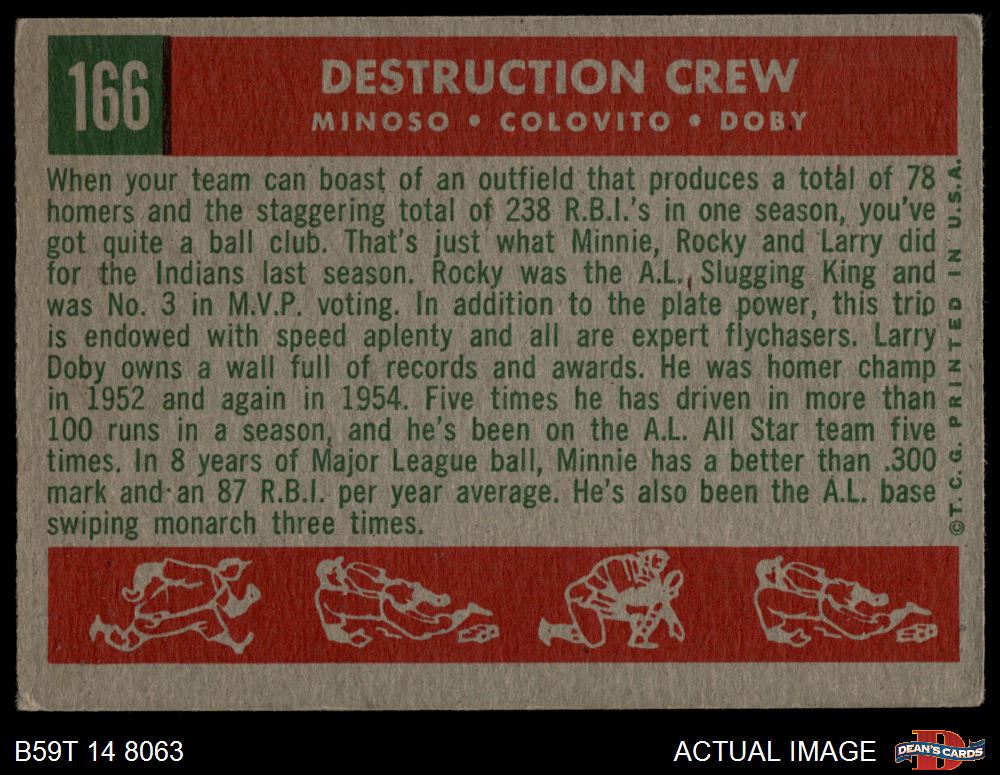 166
DESTRUCTION CREW
MINOSO • COLOVITO • DOBY
When your team can boast of an outfield that produces a total of 78
homers and the staggering total of 238 R.B.I.'s in one season, you've
got quite a ball club. That's just what Minnie, Rocky and Larry did
for the Indians last season. Rocky was the A.L. Slugging King and
was No. 3 in M.V.P. voting. In addition to the plate power, this trio
is endowed with speed aplenty and all are expert flychasers. Larry
Doby owns a wall full of records and awards. He was homer champ
in 1952 and again in 1954. Five times he has driven in more than
100 runs in a season, and he's been on the A.L. All Star team five
times. In 8 years of Major League ball, Minnie has a better than .300
mark and an 87 R.B.I. per year average. He's also been the A.L. base
swiping monarch three times.
©T. C. G. PRINTED IN U.S.A.
B59T 14 8063
ACTUAL IMAGE
DEAN'S CARDS